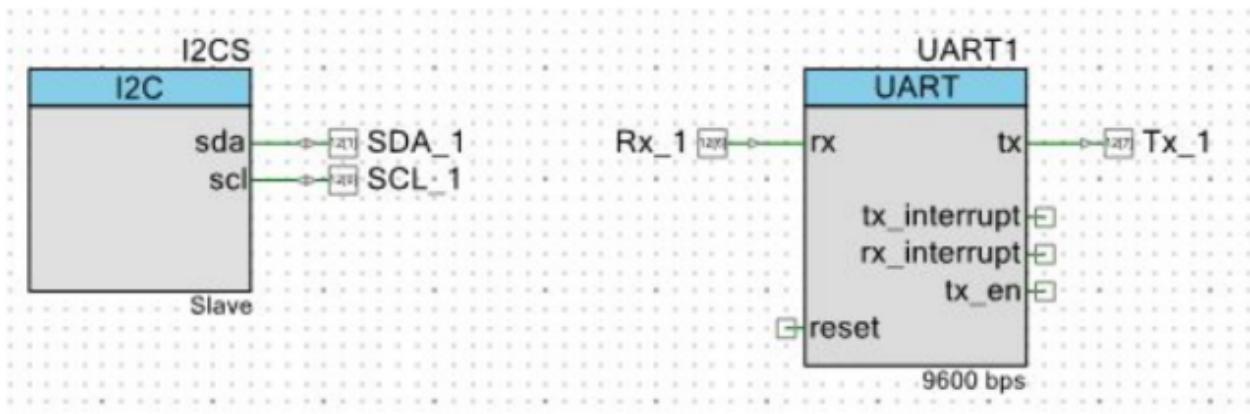 I2CS
I2C
sda
SDA_1
scl
SCL_1
Slave
UART1
UART
Rx_1
rx
tx
Tx_1
tx_interrupt
rx_interrupt
tx_en
reset
9600 bps